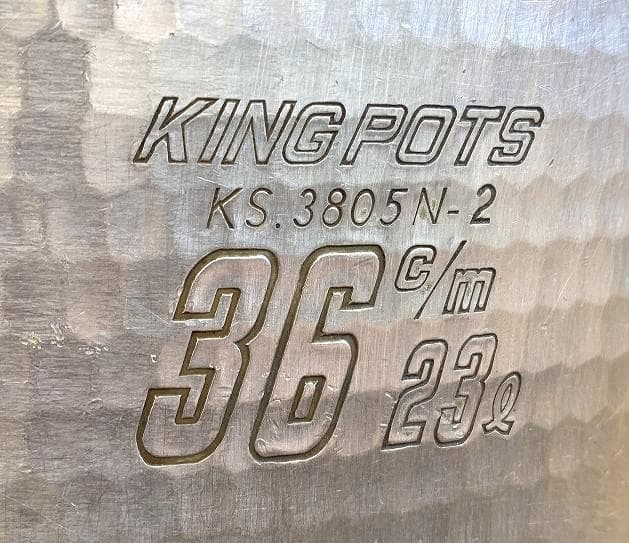 KING POTS
KS.3805N-2
36 c/m
23ℓ